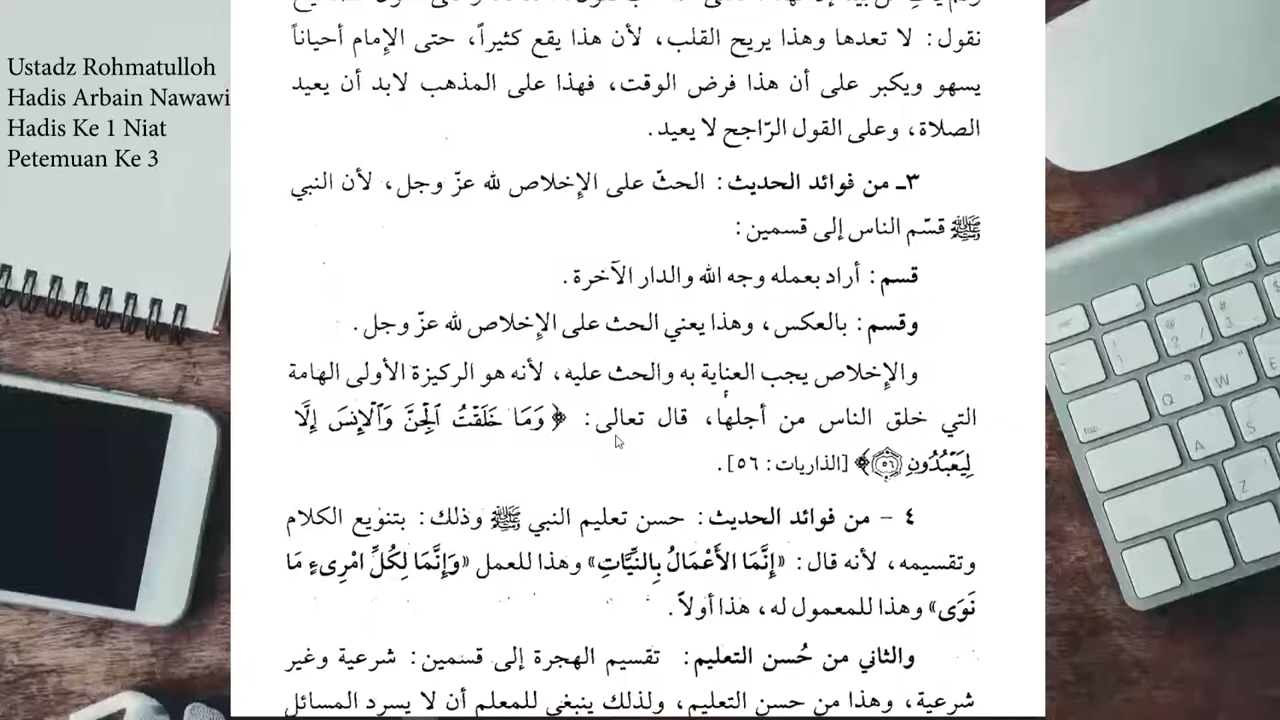 Ustadz Rohmatulloh
Hadis Arbain Nawawi
Hadis Ke 1 Niat
Petemuan Ke 3
نقول: لا تعدها وهذا يريح القلب، لأن هذا يقع كثيراً، حتى الإمام أحياناً
يسهو ويكبر على أن هذا فرض الوقت، فهذا على المذهب لابد أن يعيد
الصلاة، وعلى القول الرّاجح لا يعيد.
٣ـ من فوائد الحديث: الحثّ على الإخلاص لله عزّ وجل، لأن النبي
ﷺ قسّم الناس إلى قسمين:
قسم: أراد بعمله وجه الله والدار الآخرة.
وقسم: بالعكس، وهذا يعني الحث على الإخلاص لله عزّ وجل.
والإخلاص يجب العناية به والحث عليه، لأنه هو الركيزة الأولى الهامة
التي خلق الناس من أجلها، قال تعالى: ﴿وَمَا خَلَقْتُ ٱلْجِنَّ وَٱلْإِنسَ إِلَّا
لِيَعْبُدُونِ ٥٦﴾ [الذاريات: ٥٦].
٤ - من فوائد الحديث: حسن تعليم النبي ﷺ وذلك: بتنويع الكلام
وتقسيمه، لأنه قال: «إِنَّمَا الأَعْمَالُ بِالنِّيَّاتِ» وهذا للعمل «وَإِنَّمَا لِكُلِّ امْرِىءٍ مَا
نَوَى» وهذا للمعمول له، هذا أولاً.
والثاني من حُسن التعليم: تقسيم الهجرة إلى قسمين: شرعية وغير
شرعية، وهذا من حسن التعليم، ولذلك ينبغي للمعلم أن لا يسرد المسائل